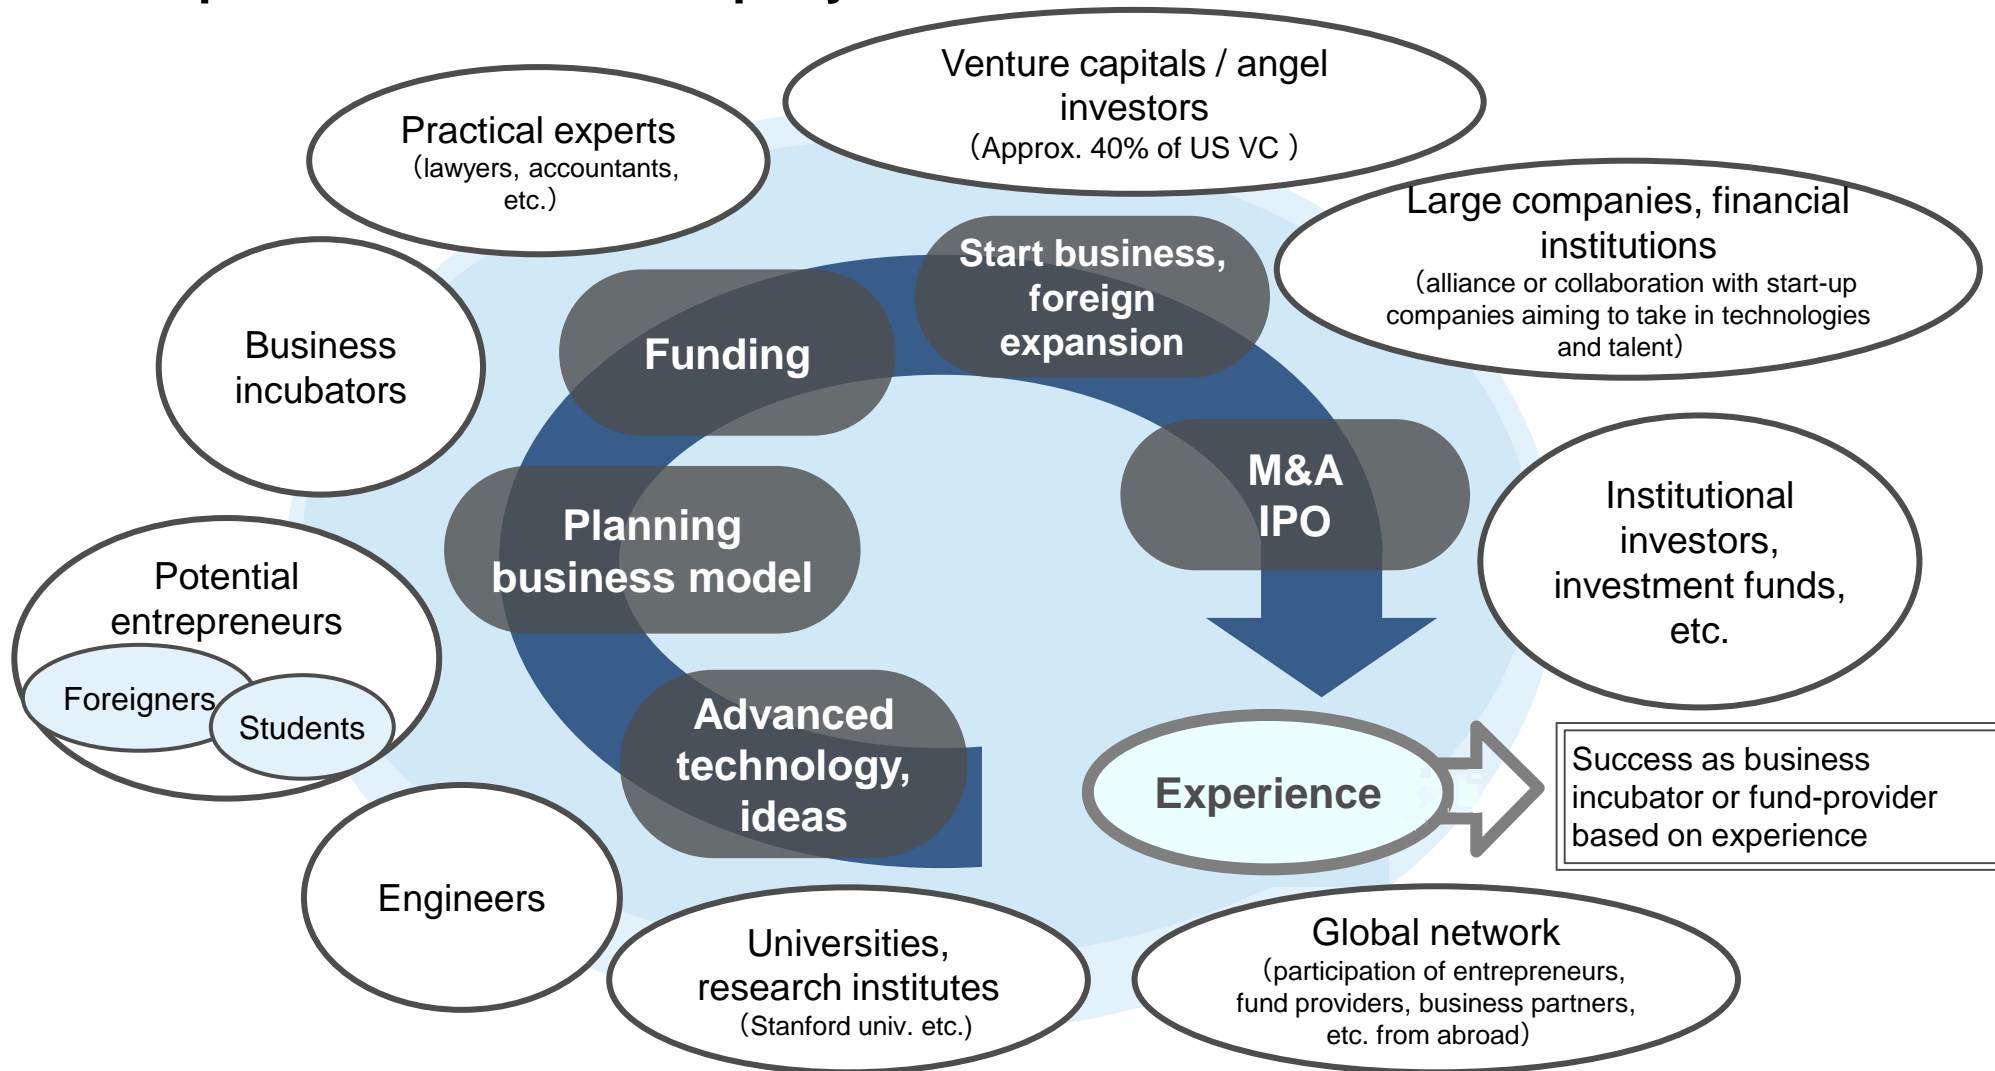 Venture capitals / angel
investors
（Approx. 40% of US VC ）
Practical experts
（lawyers, accountants,
etc.）
Large companies, financial
institutions
（alliance or collaboration with start-up
companies aiming to take in technologies
and talent）
Start business,
foreign
expansion
Business
incubators
Funding
M&A
IPO
Institutional
investors,
investment funds,
etc.
Planning
business model
Potential
entrepreneurs
Foreigners
Students
Advanced
technology,
ideas
Experience
Success as business
incubator or fund-provider
based on experience
Engineers
Universities,
research institutes
（Stanford univ. etc.)
Global network
（participation of entrepreneurs,
fund providers, business partners,
etc. from abroad）